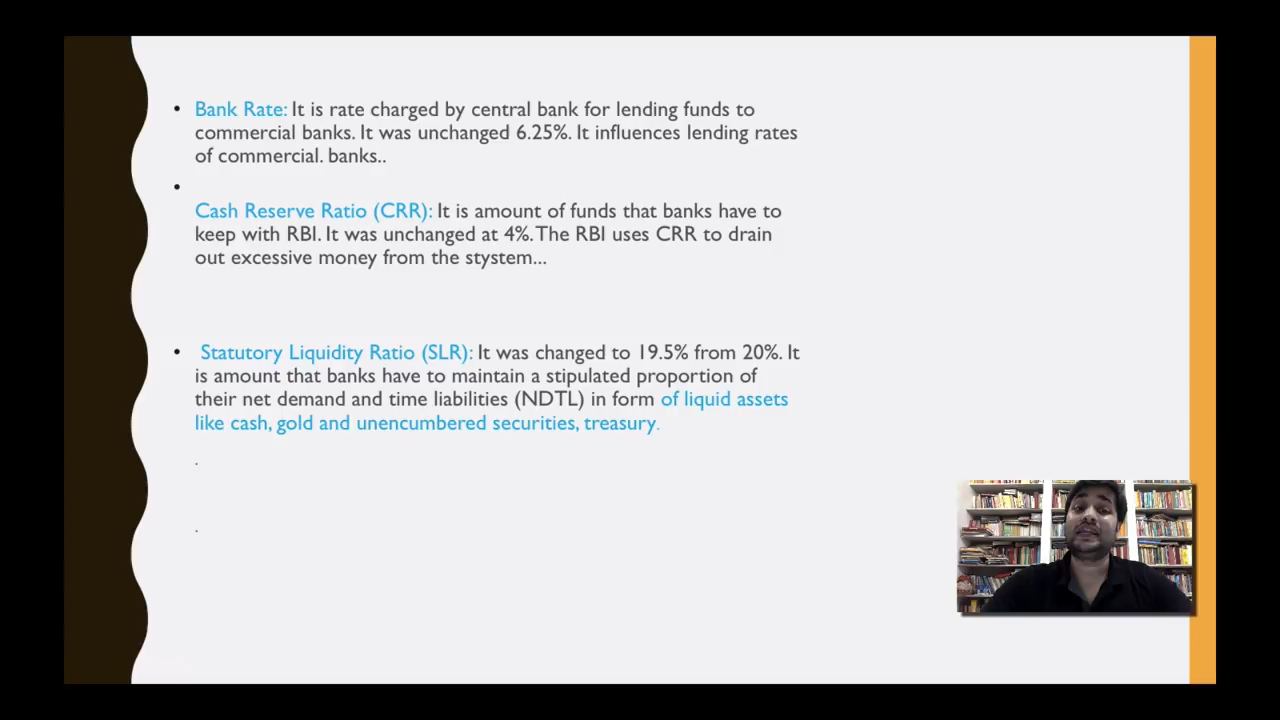 • Bank Rate: It is rate charged by central bank for lending funds to
commercial banks. It was unchanged 6.25%. It influences lending rates
of commercial. banks..
•
Cash Reserve Ratio (CRR): It is amount of funds that banks have to
keep with RBI. It was unchanged at 4%. The RBI uses CRR to drain
out excessive money from the stystem...
• Statutory Liquidity Ratio (SLR): It was changed to 19.5% from 20%. It
is amount that banks have to maintain a stipulated proportion of
their net demand and time liabilities (NDTL) in form of liquid assets
like cash, gold and unencumbered securities, treasury.
.
.